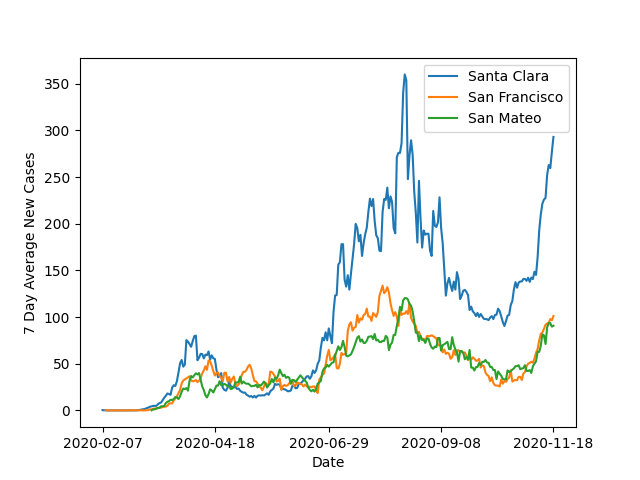 Santa Clara
San Francisco
San Mateo
350
300
250
200
150
100
50
0
7 Day Average New Cases
2020-02-07
2020-04-18
2020-06-29
2020-09-08
2020-11-18
Date